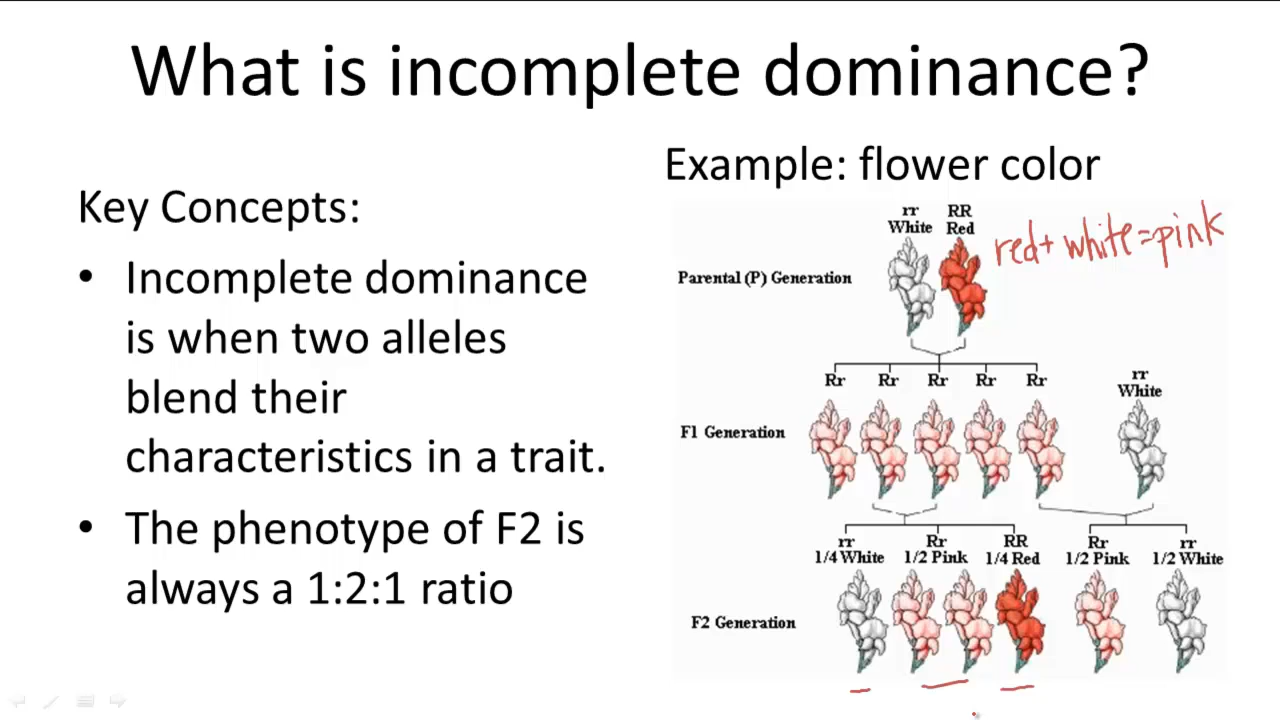 What is incomplete dominance?
Key Concepts:
• Incomplete dominance
is when two alleles
blend their
characteristics in a trait.
• The phenotype of F2 is
always a 1:2:1 ratio
Example: flower color
rr RR
White Red
red + white = pink
Parental (P) Generation
Rr Rr Rr Rr Rr
rr
White
F1 Generation
rr Rr RR Rr rr
1/4 White 1/2 Pink 1/4 Red 1/2 Pink 1/2 White
F2 Generation